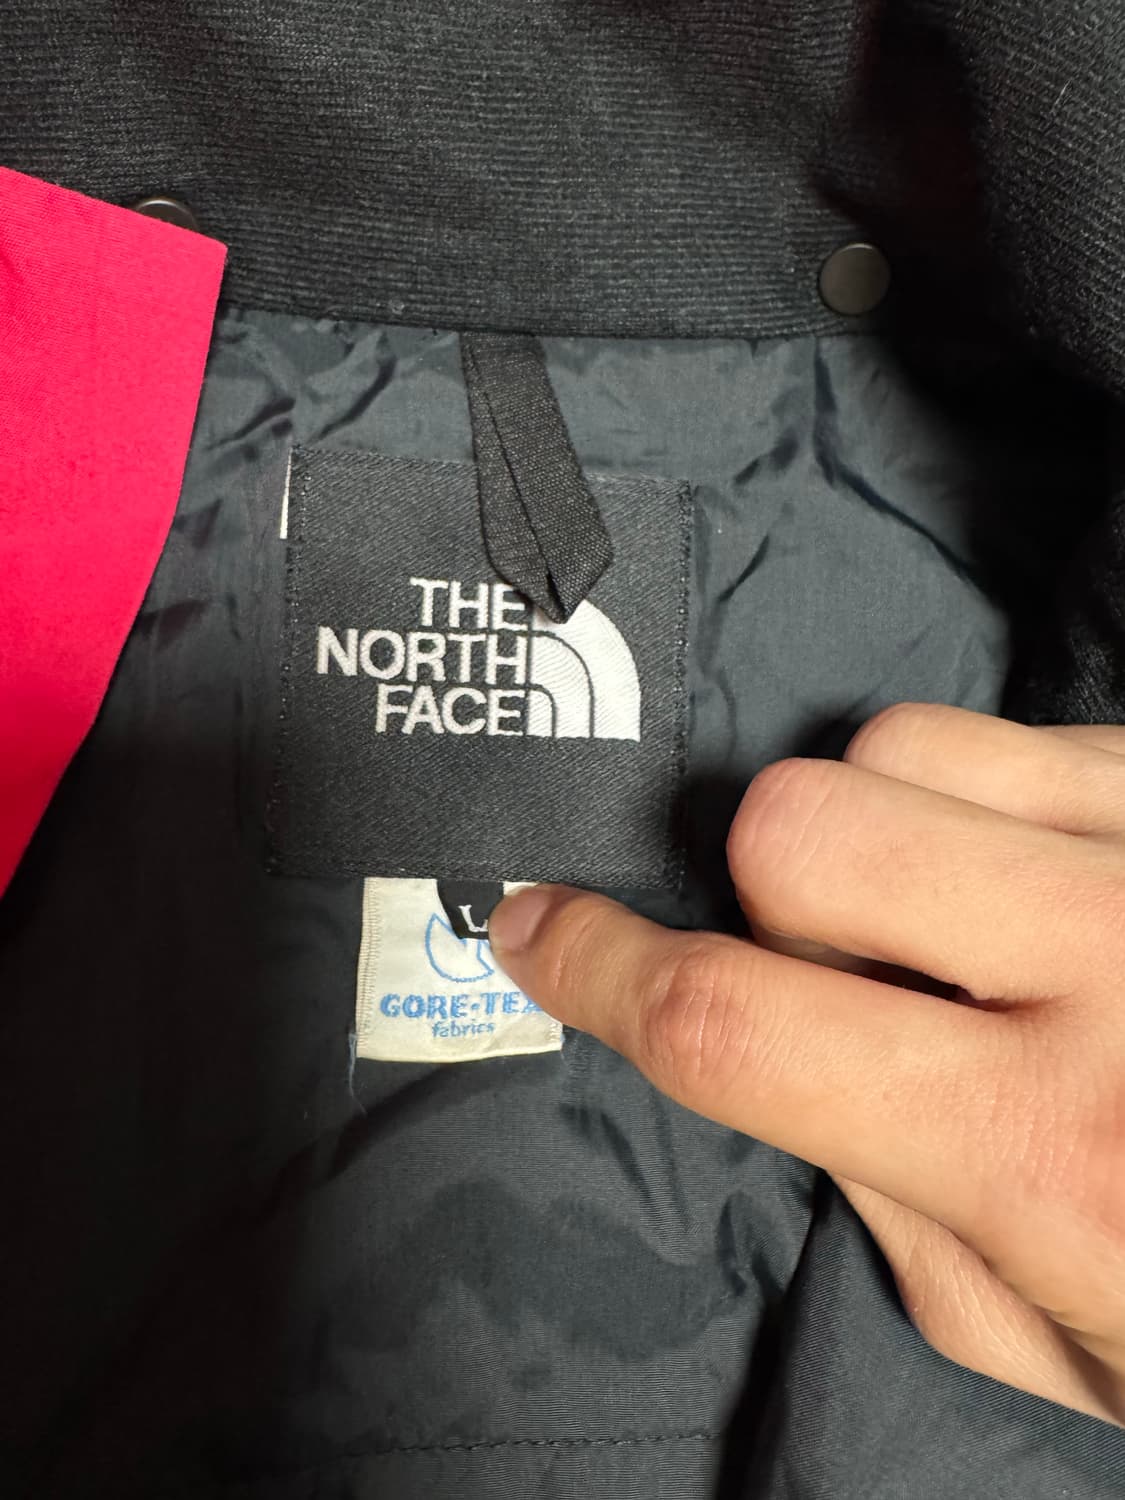 THE
NORTH
FACE
L
GORE-TEX
fabrics